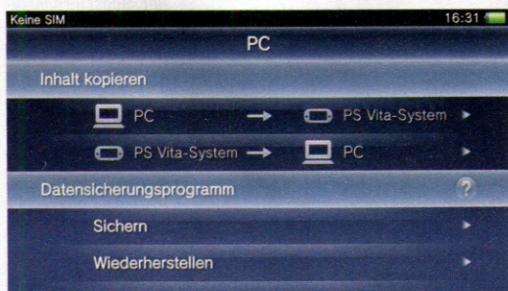 Keine SIM 16:31
PC
Inhalt kopieren
PC → PS Vita-System
PS Vita-System → PC
Datensicherungsprogramm ?
Sichern
Wiederherstellen